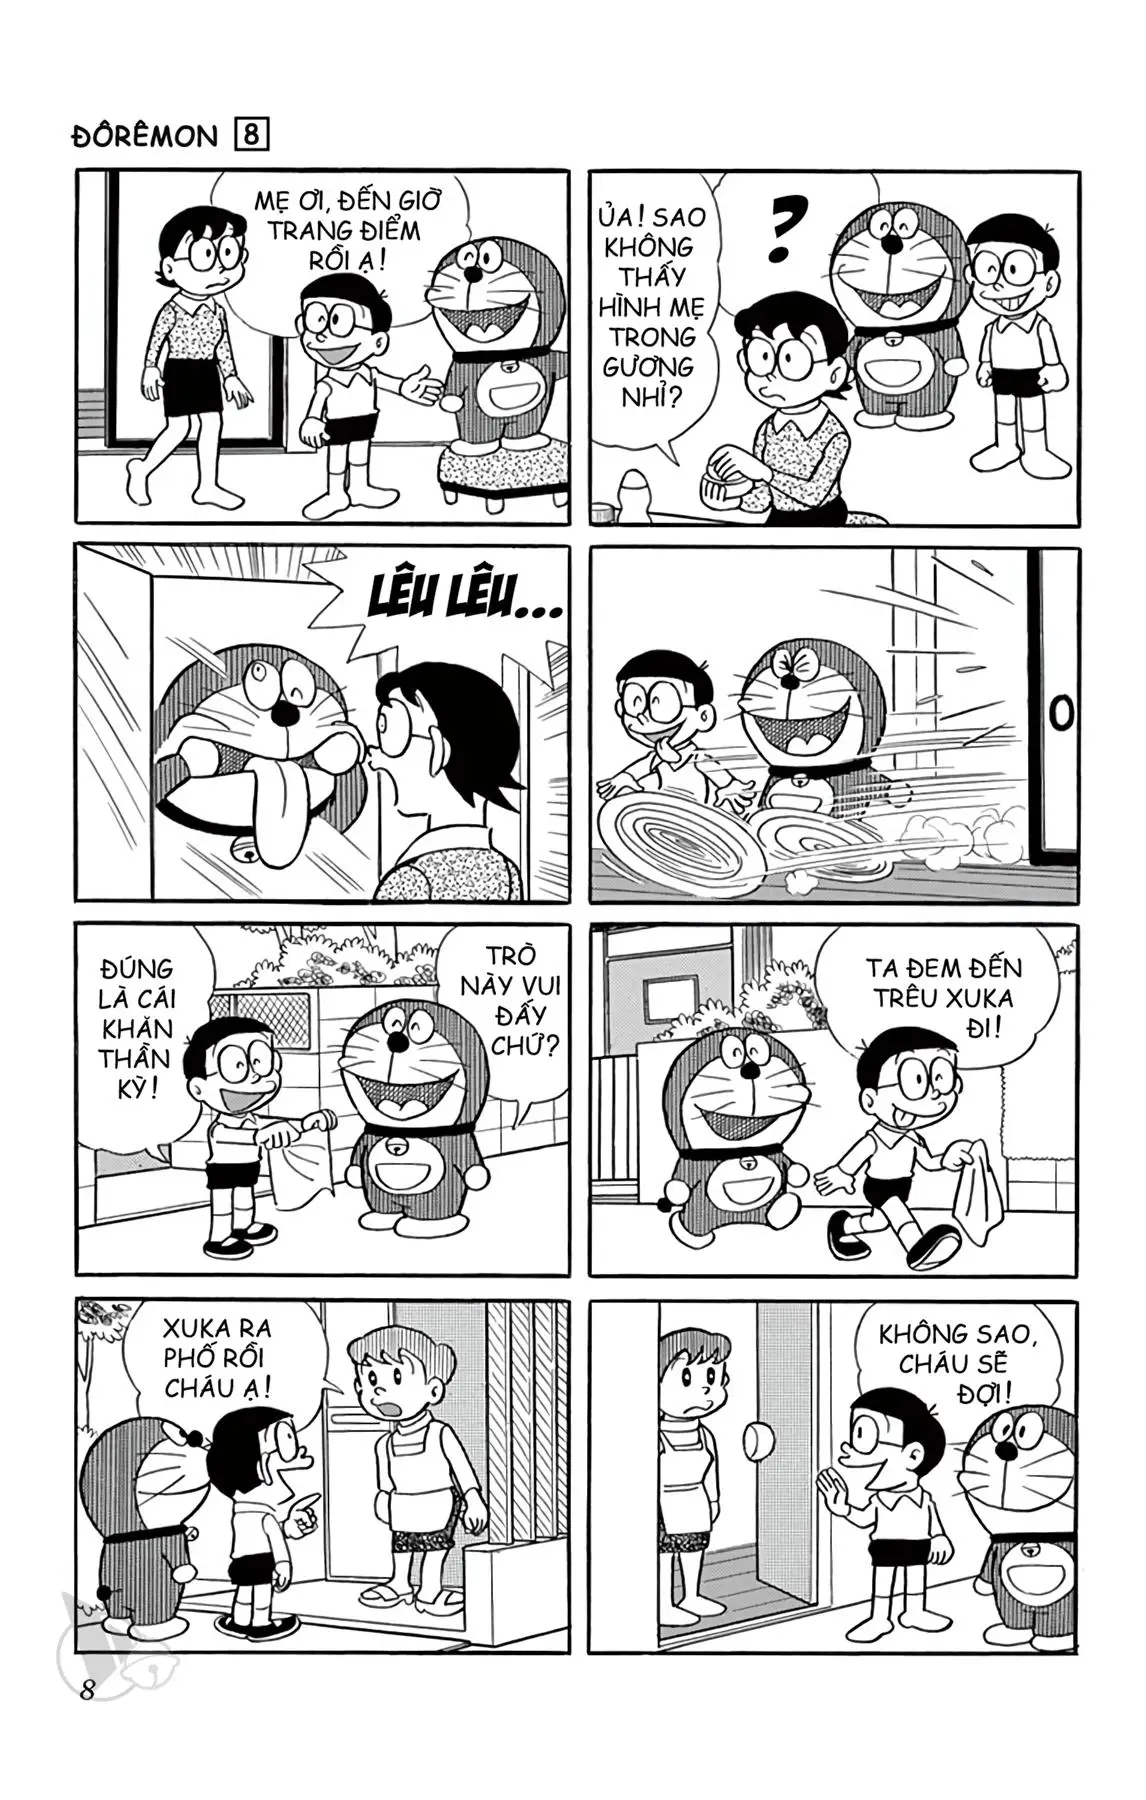 ĐÔRÊMON 8
MẸ ƠI, ĐẾN GIỜ
TRANG ĐIỂM
RỒI Ạ!
ỦA! SAO
KHÔNG
THẤY
HÌNH MẸ
TRONG
GƯƠNG
NHỈ?
?
LÊU LÊU...
ĐÚNG
LÀ CÁI
KHĂN
THẦN
KỲ!
TRÒ
NÀY VUI
ĐẤY
CHỨ?
TA ĐEM ĐẾN
TRÊU XUKA
ĐI!
XUKA RA
PHỐ RỒI
CHÁU Ạ!
KHÔNG SAO,
CHÁU SẼ
ĐỢI!
8